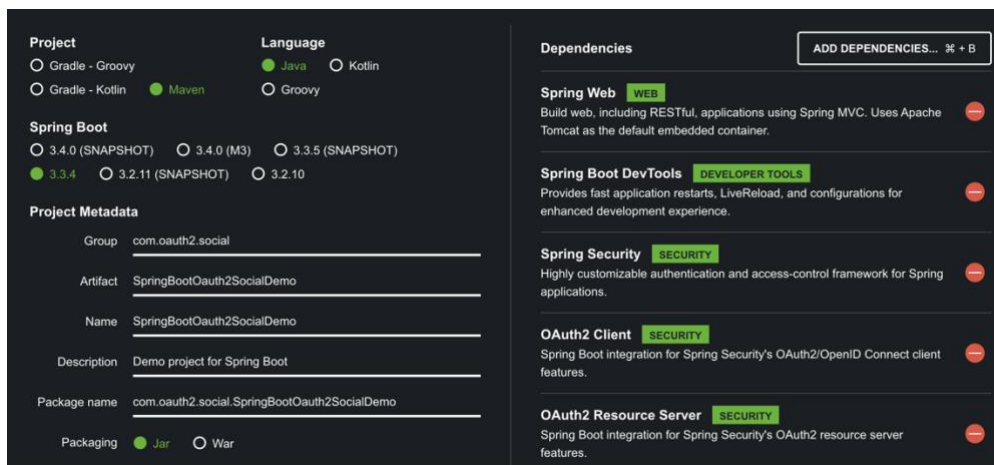 Project
Gradle - Groovy
Gradle - Kotlin Maven
Language
Java Kotlin
Groovy
Spring Boot
3.4.0 (SNAPSHOT) 3.4.0 (M3) 3.3.5 (SNAPSHOT)
3.3.4 3.2.11 (SNAPSHOT) 3.2.10
Project Metadata
Group com.oauth2.social
Artifact SpringBootOauth2SocialDemo
Name SpringBootOauth2SocialDemo
Description Demo project for Spring Boot
Package name com.oauth2.social.SpringBootOauth2SocialDemo
Packaging Jar War
Dependencies ADD DEPENDENCIES... ⌘ + B
Spring Web WEB
Build web, including RESTful, applications using Spring MVC. Uses Apache
Tomcat as the default embedded container.
Spring Boot DevTools DEVELOPER TOOLS
Provides fast application restarts, LiveReload, and configurations for
enhanced development experience.
Spring Security SECURITY
Highly customizable authentication and access-control framework for Spring
applications.
OAuth2 Client SECURITY
Spring Boot integration for Spring Security's OAuth2/OpenID Connect client
features.
OAuth2 Resource Server SECURITY
Spring Boot integration for Spring Security's OAuth2 resource server
features.